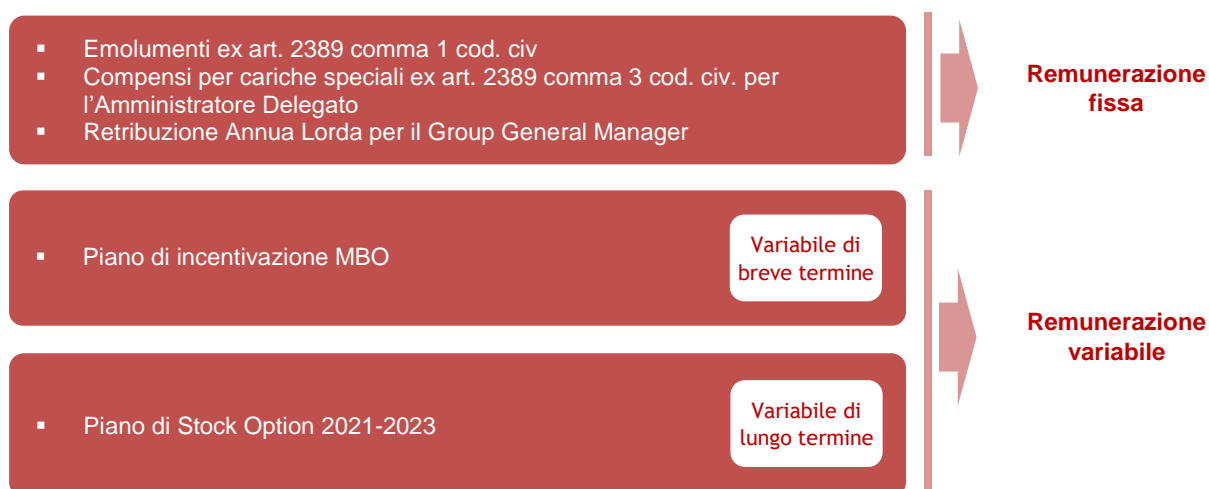 ▪ Emolumenti ex art. 2389 comma 1 cod. civ
▪ Compensi per cariche speciali ex art. 2389 comma 3 cod. civ. per
l’Amministratore Delegato
▪ Retribuzione Annua Lorda per il Group General Manager
Remunerazione
fissa
▪ Piano di incentivazione MBO
Variabile di
breve termine
▪ Piano di Stock Option 2021-2023
Variabile di
lungo termine
Remunerazione
variabile